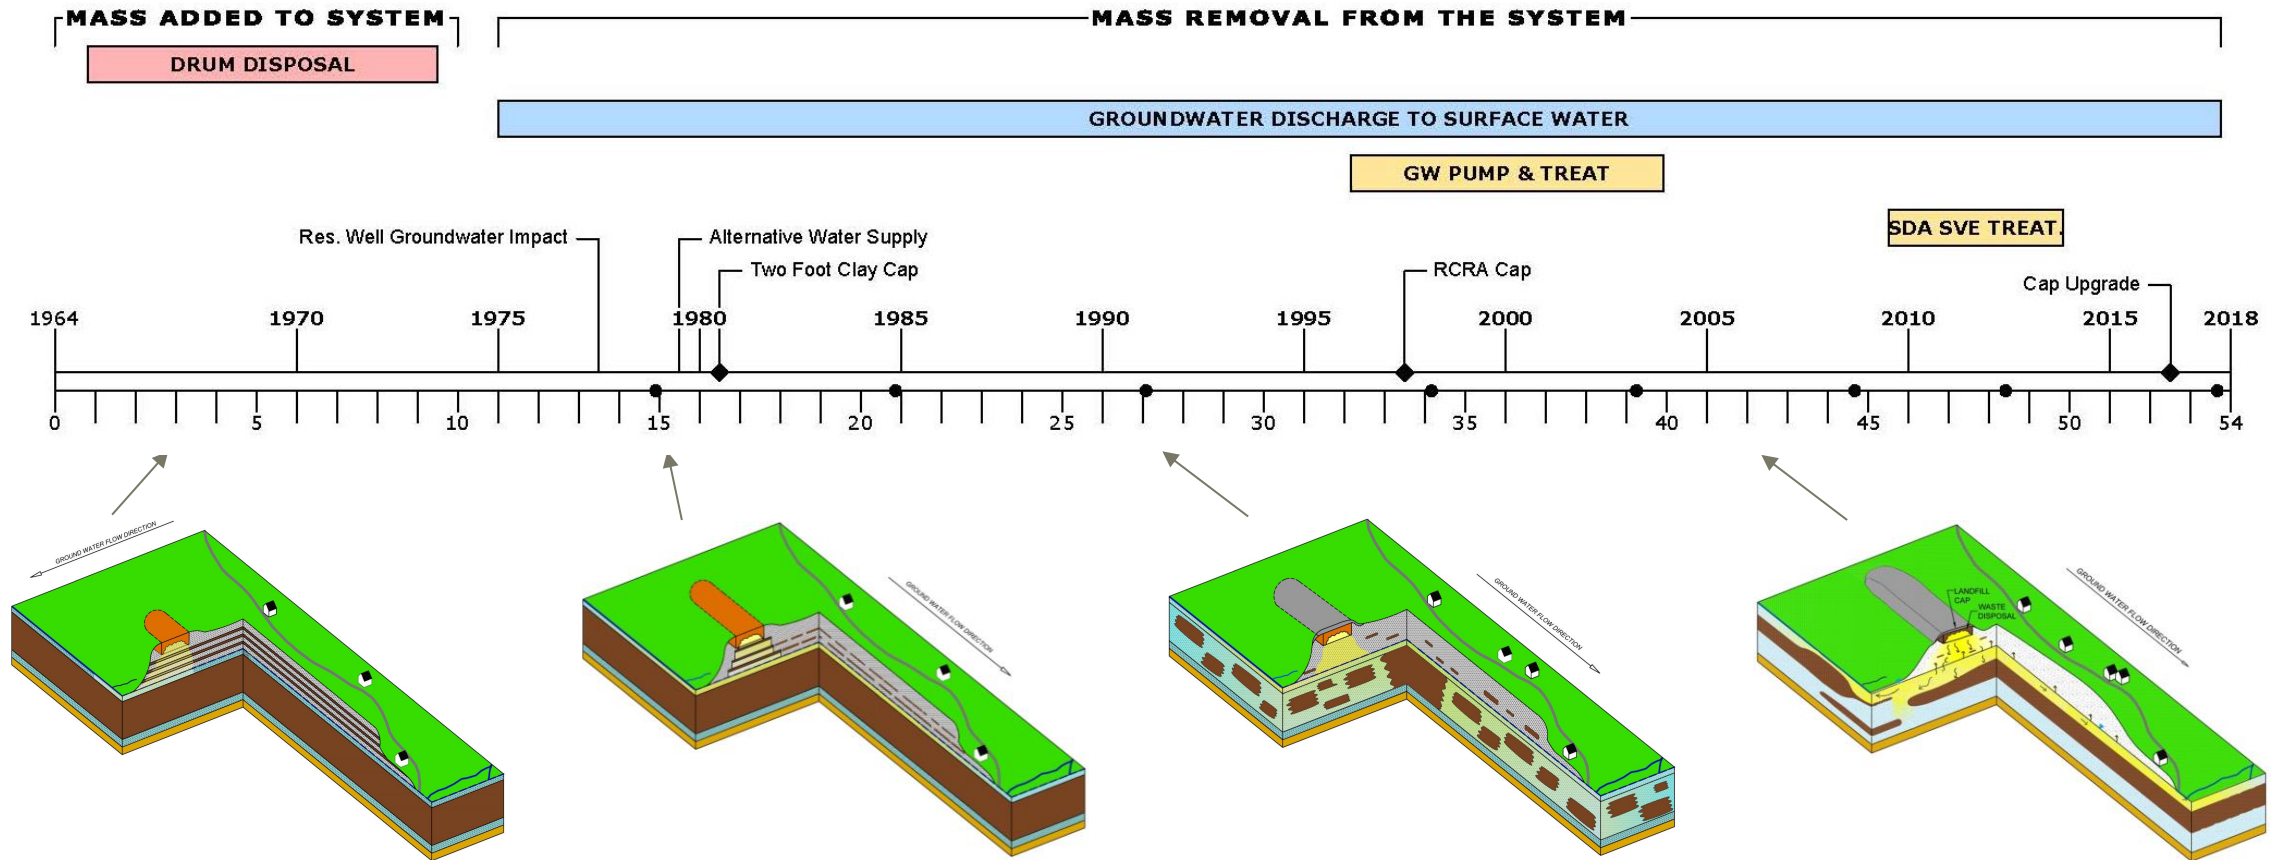 MASS ADDED TO SYSTEM
MASS REMOVAL FROM THE SYSTEM
DRUM DISPOSAL
GROUNDWATER DISCHARGE TO SURFACE WATER
GW PUMP & TREAT
SDA SVE TREAT.
Res. Well Groundwater Impact
Alternative Water Supply
Two Foot Clay Cap
RCRA Cap
Cap Upgrade
1964 1970 1975 1980 1985 1990 1995 2000 2005 2010 2015 2018
0 5 10 15 20 25 30 35 40 45 50 54
GROUND WATER FLOW DIRECTION
GROUND WATER FLOW DIRECTION
GROUND WATER FLOW DIRECTION
GROUND WATER FLOW DIRECTION
LANDFILL
CAP
WASTE
DISPOSAL